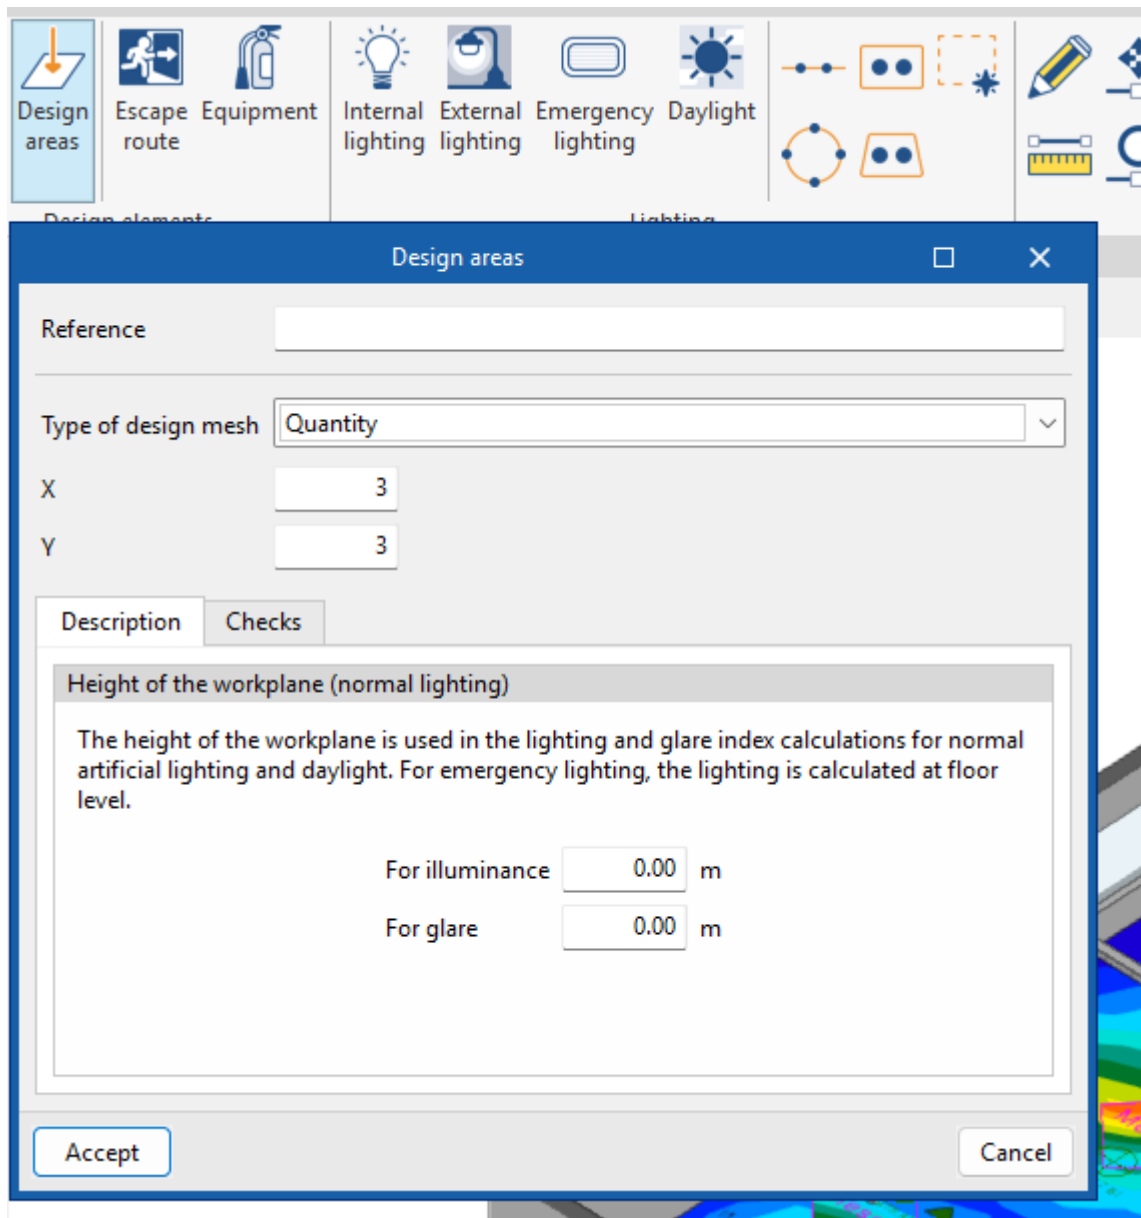 Design areas
Escape route
Equipment
Internal lighting
External lighting
Emergency lighting
Daylight
Design elements
Lighting
Design areas
Reference
Type of design mesh
Quantity
X
3
Y
3
Description
Checks
Height of the workplane (normal lighting)
The height of the workplane is used in the lighting and glare index calculations for normal
artificial lighting and daylight. For emergency lighting, the lighting is calculated at floor
level.
For illuminance 0.00 m
For glare 0.00 m
Accept
Cancel